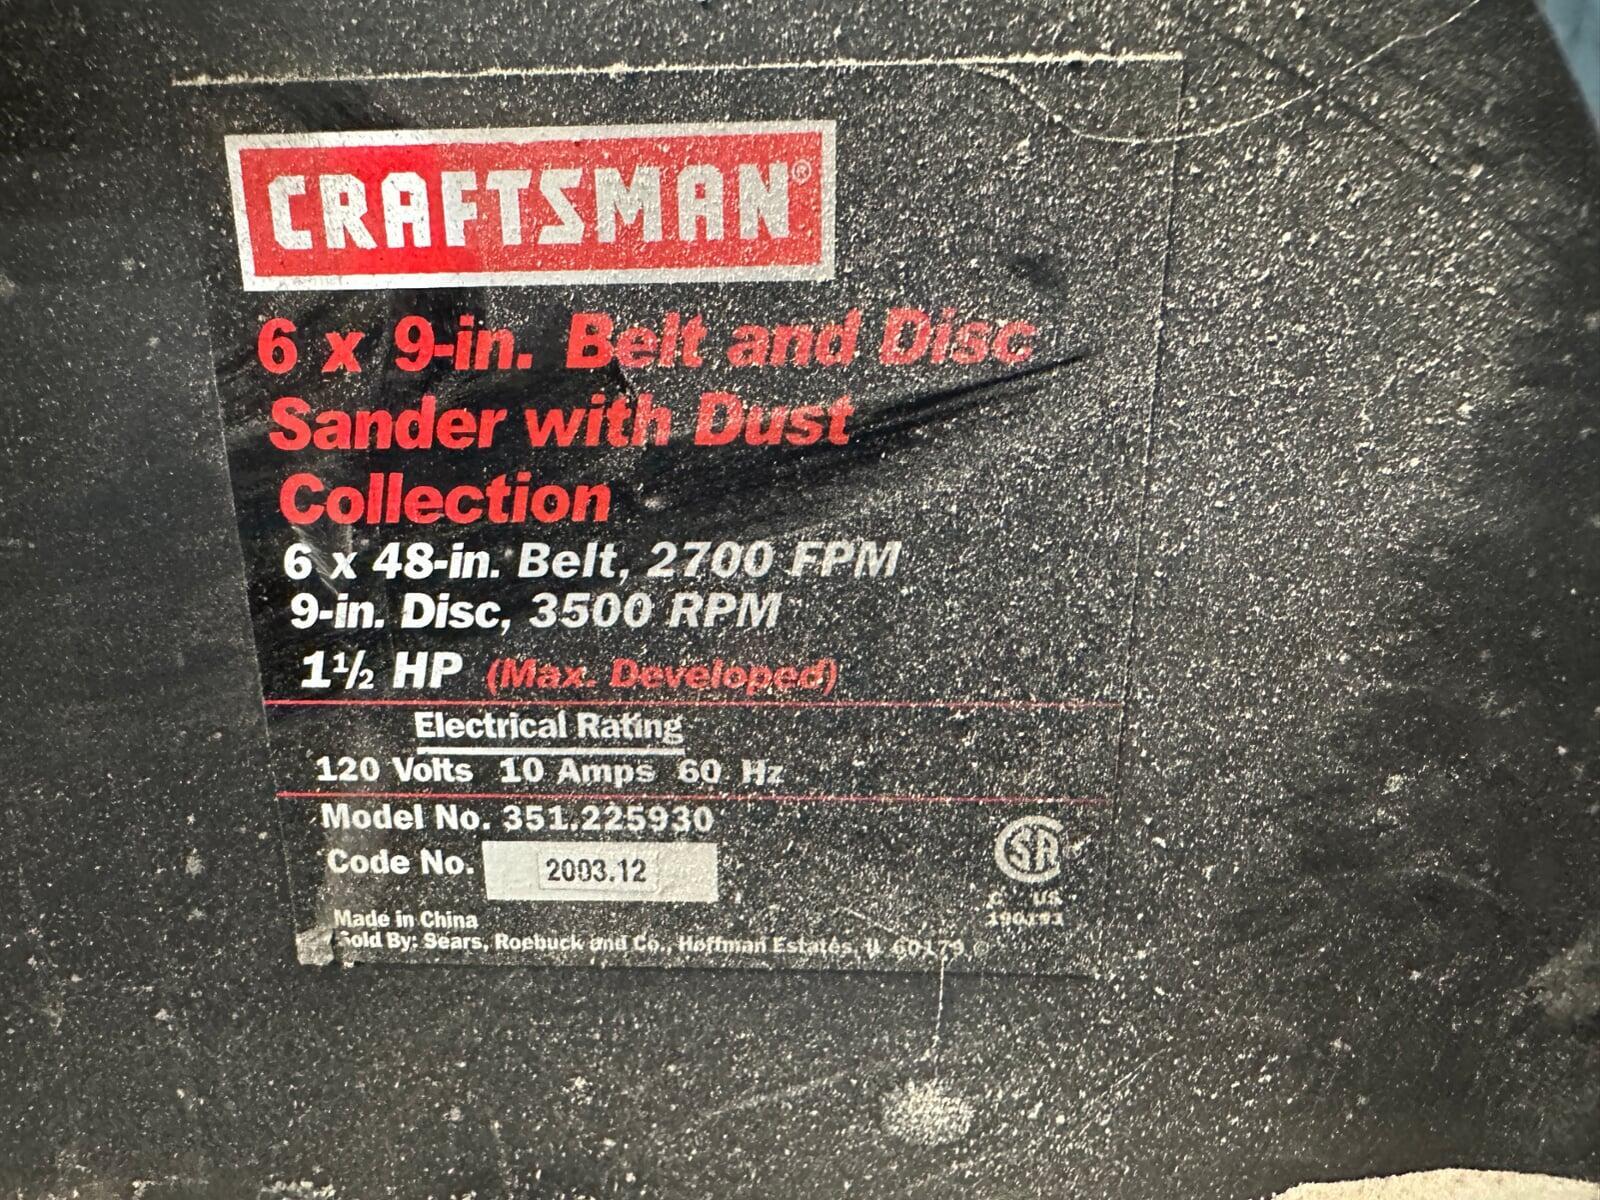 CRAFTSMAN®
6 x 9-in. Belt and Disc
Sander with Dust
Collection
6 x 48-in. Belt, 2700 FPM
9-in. Disc, 3500 RPM
1½ HP (Max. Developed)
Electrical Rating
120 Volts 10 Amps 60 Hz
Model No. 351.225930
Code No. 2003.12
SA
C US
Made in China
Sold By: Sears, Roebuck and Co., Hoffman Estates, IL 60179